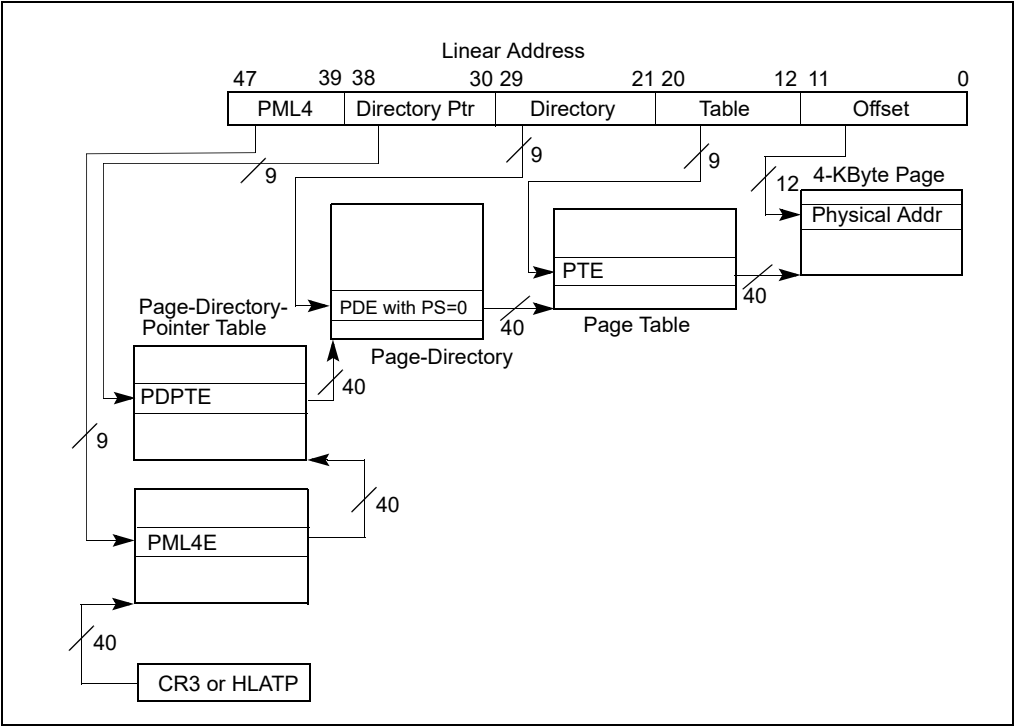 Linear Address
47 39 38 30 29 21 20 12 11 0
PML4 Directory Ptr Directory Table Offset
9 9 9 12
4-KByte Page
Physical Addr
PTE
40
PDE with PS=0
40
Page Table
Page-Directory-
Pointer Table
Page-Directory
40
PDPTE
9
40
PML4E
40
CR3 or HLATP